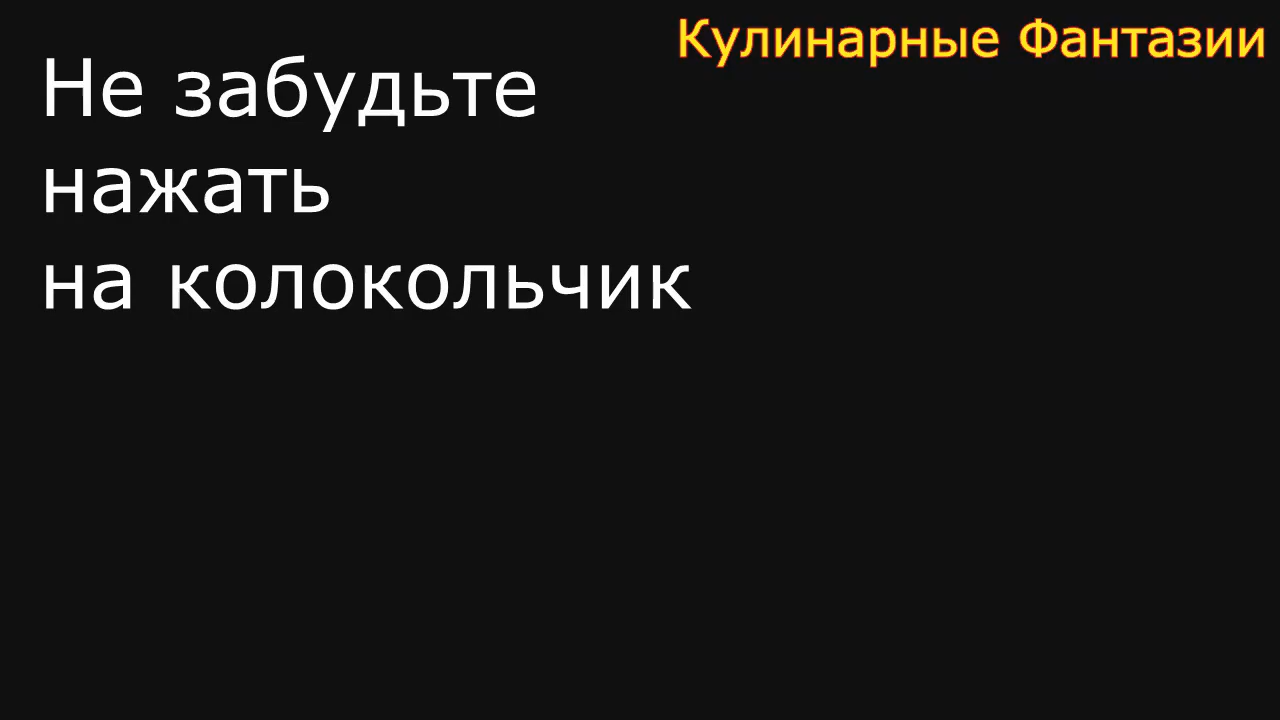 Кулинарные Фантазии
Не забудьте
нажать
на колокольчик